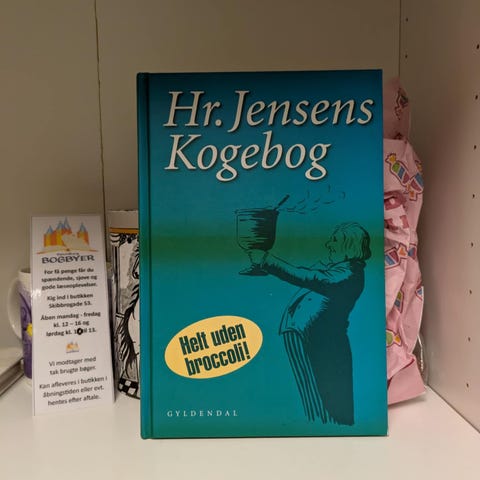 Hr. Jensens
Kogebog
Helt uden
broccoli!
GYLDENDAL
BOGBYER
For få penge får du
spændende, sjove og
gode læseoplevelser.
Kig ind i butikken
Skibbrogade 53.
Åben mandag - fredag
kl. 12 – 16 og
lørdag kl. til 13.
Vi modtager med
tak brugte bøger.
Kan afleveres i butikken i
åbningstiden eller evt.
hentes efter aftale.